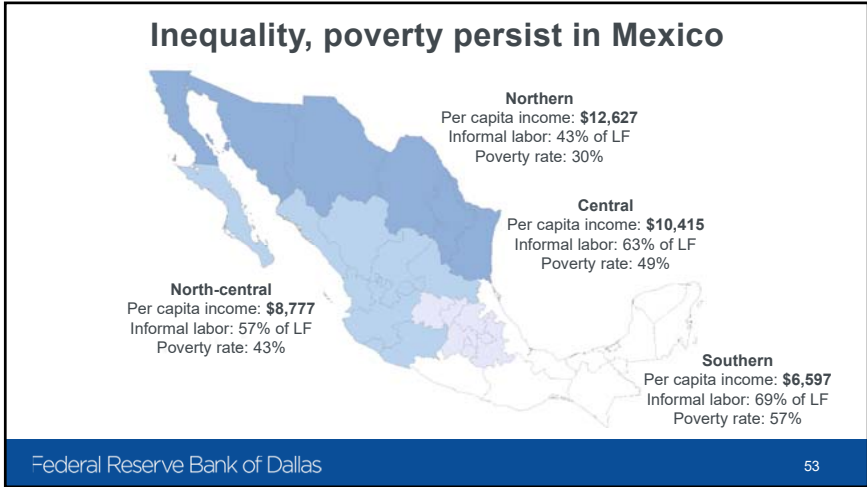 Inequality, poverty persist in Mexico
Northern
Per capita income: $12,627
Informal labor: 43% of LF
Poverty rate: 30%
Central
Per capita income: $10,415
Informal labor: 63% of LF
Poverty rate: 49%
North-central
Per capita income: $8,777
Informal labor: 57% of LF
Poverty rate: 43%
Southern
Per capita income: $6,597
Informal labor: 69% of LF
Poverty rate: 57%
Federal Reserve Bank of Dallas
53